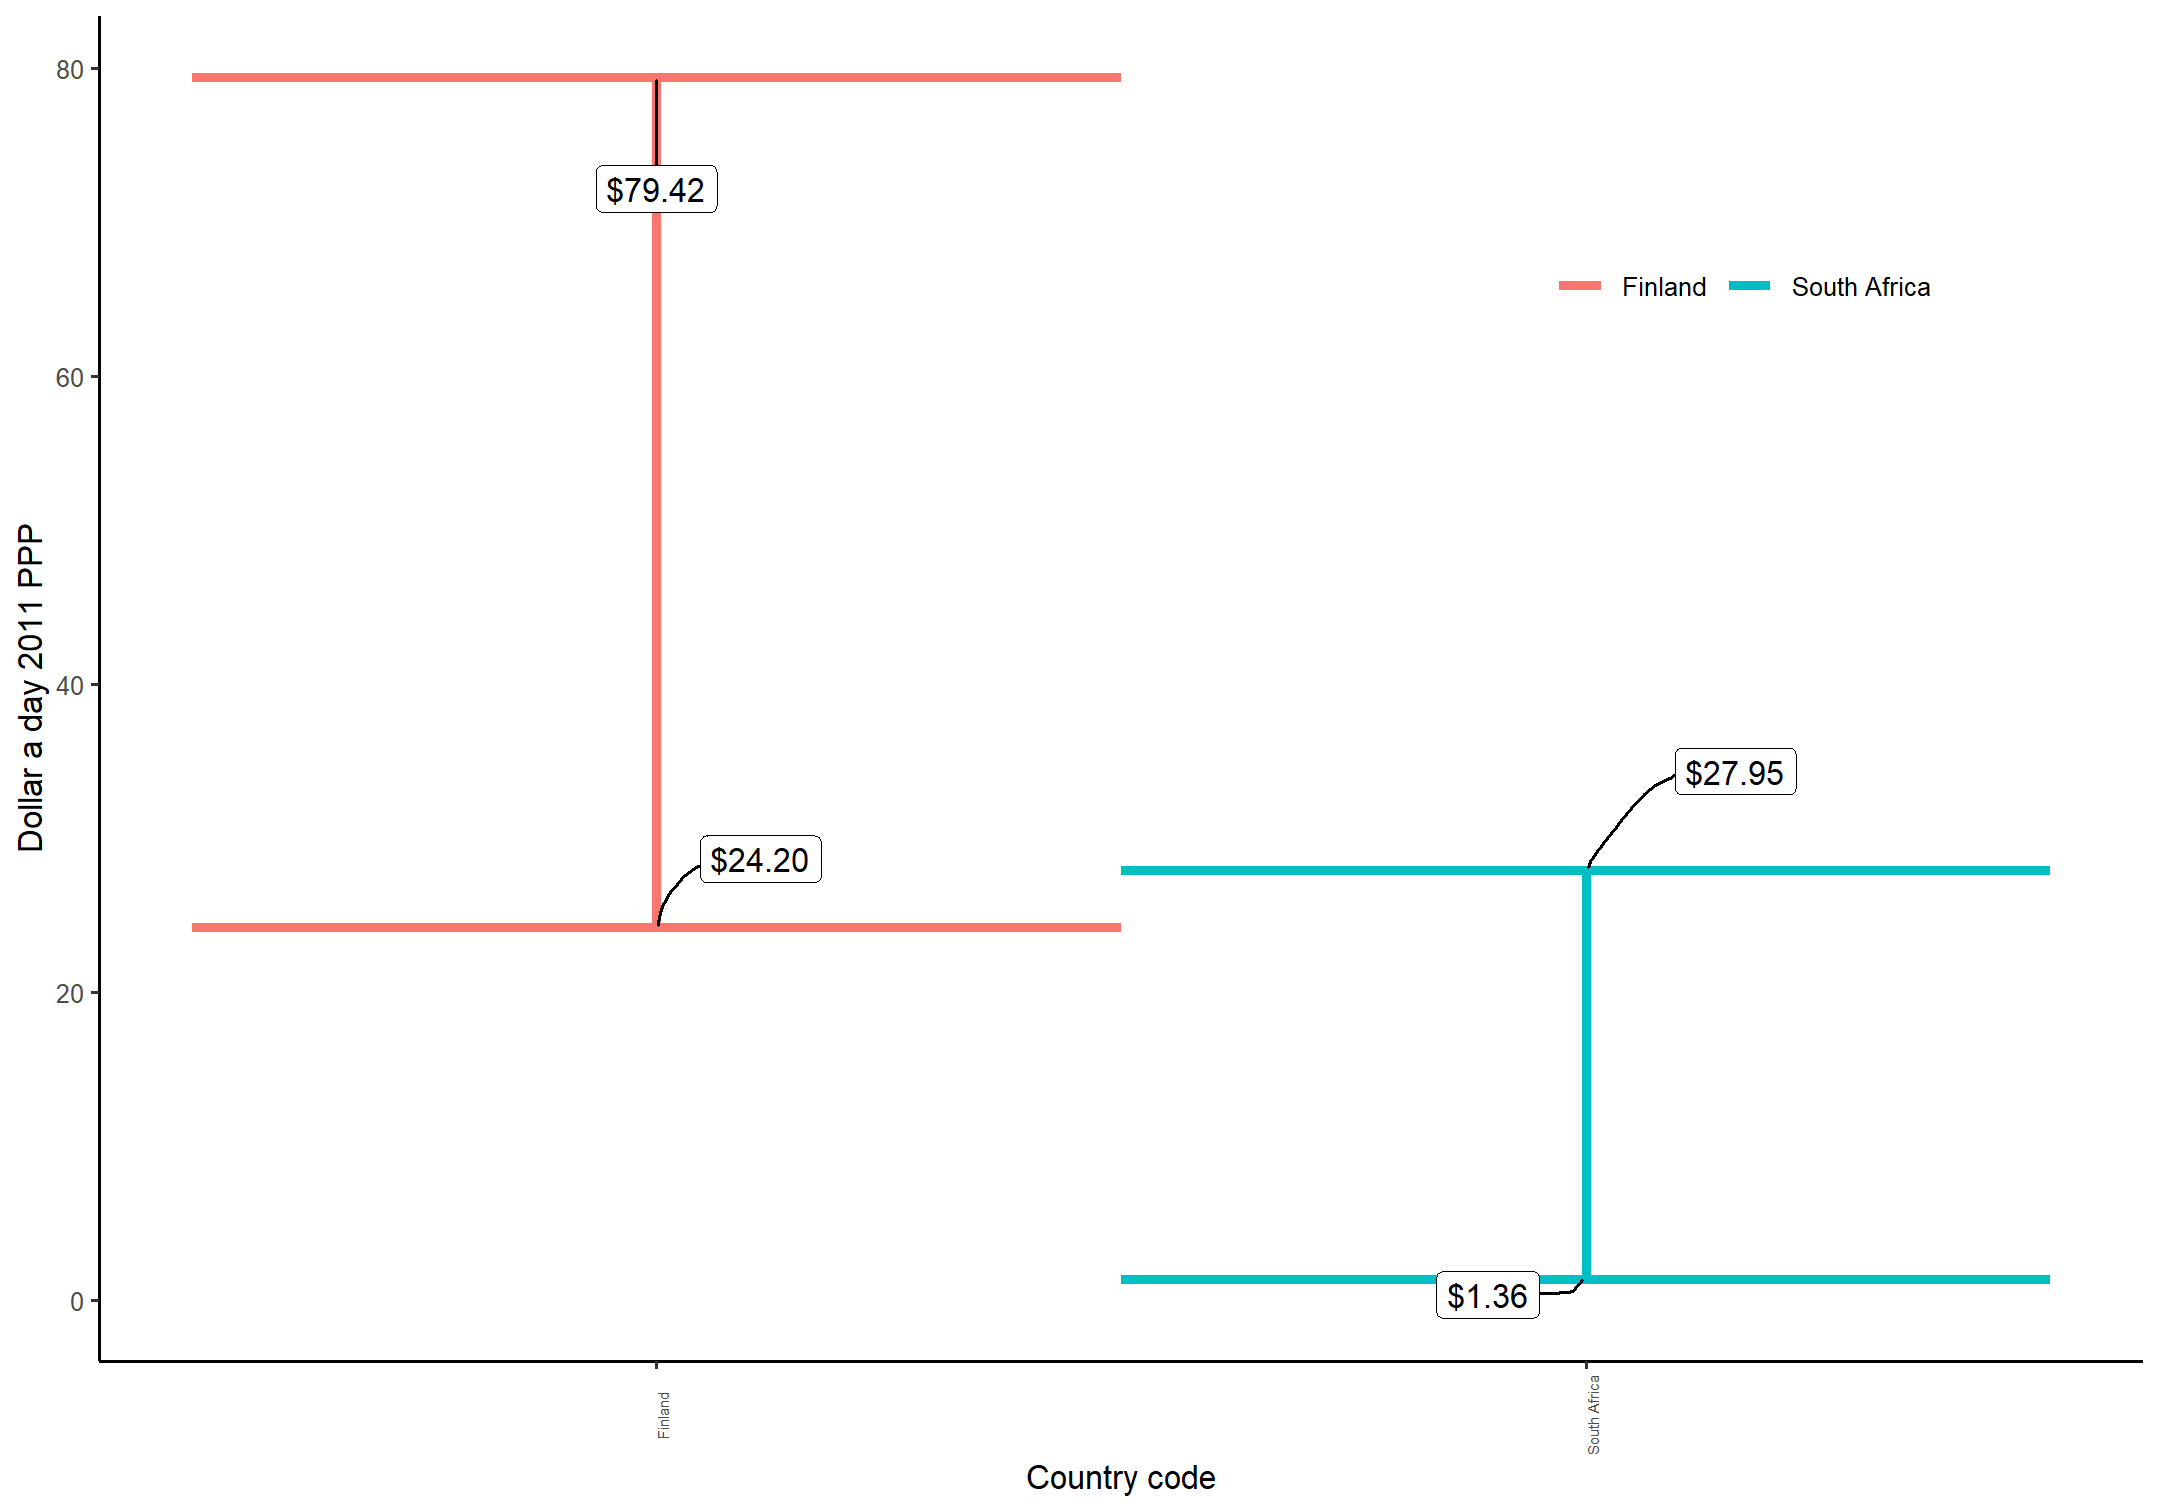 80
60
40
20
0
Dollar a day 2011 PPP
$79.42
$24.20
Finland
South Africa
$27.95
$1.36
Finland
South Africa
Country code